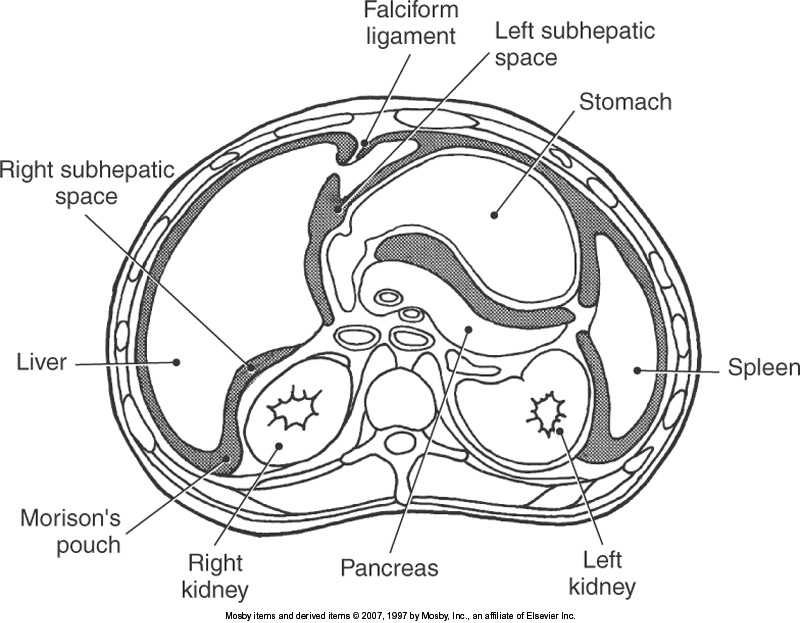 Falciform
ligament
Left subhepatic
space
Stomach
Right subhepatic
space
Liver
Spleen
Morison's
pouch
Right
kidney
Pancreas
Left
kidney
Mosby items and derived items © 2007, 1997 by Mosby, Inc., an affiliate of Elsevier Inc.